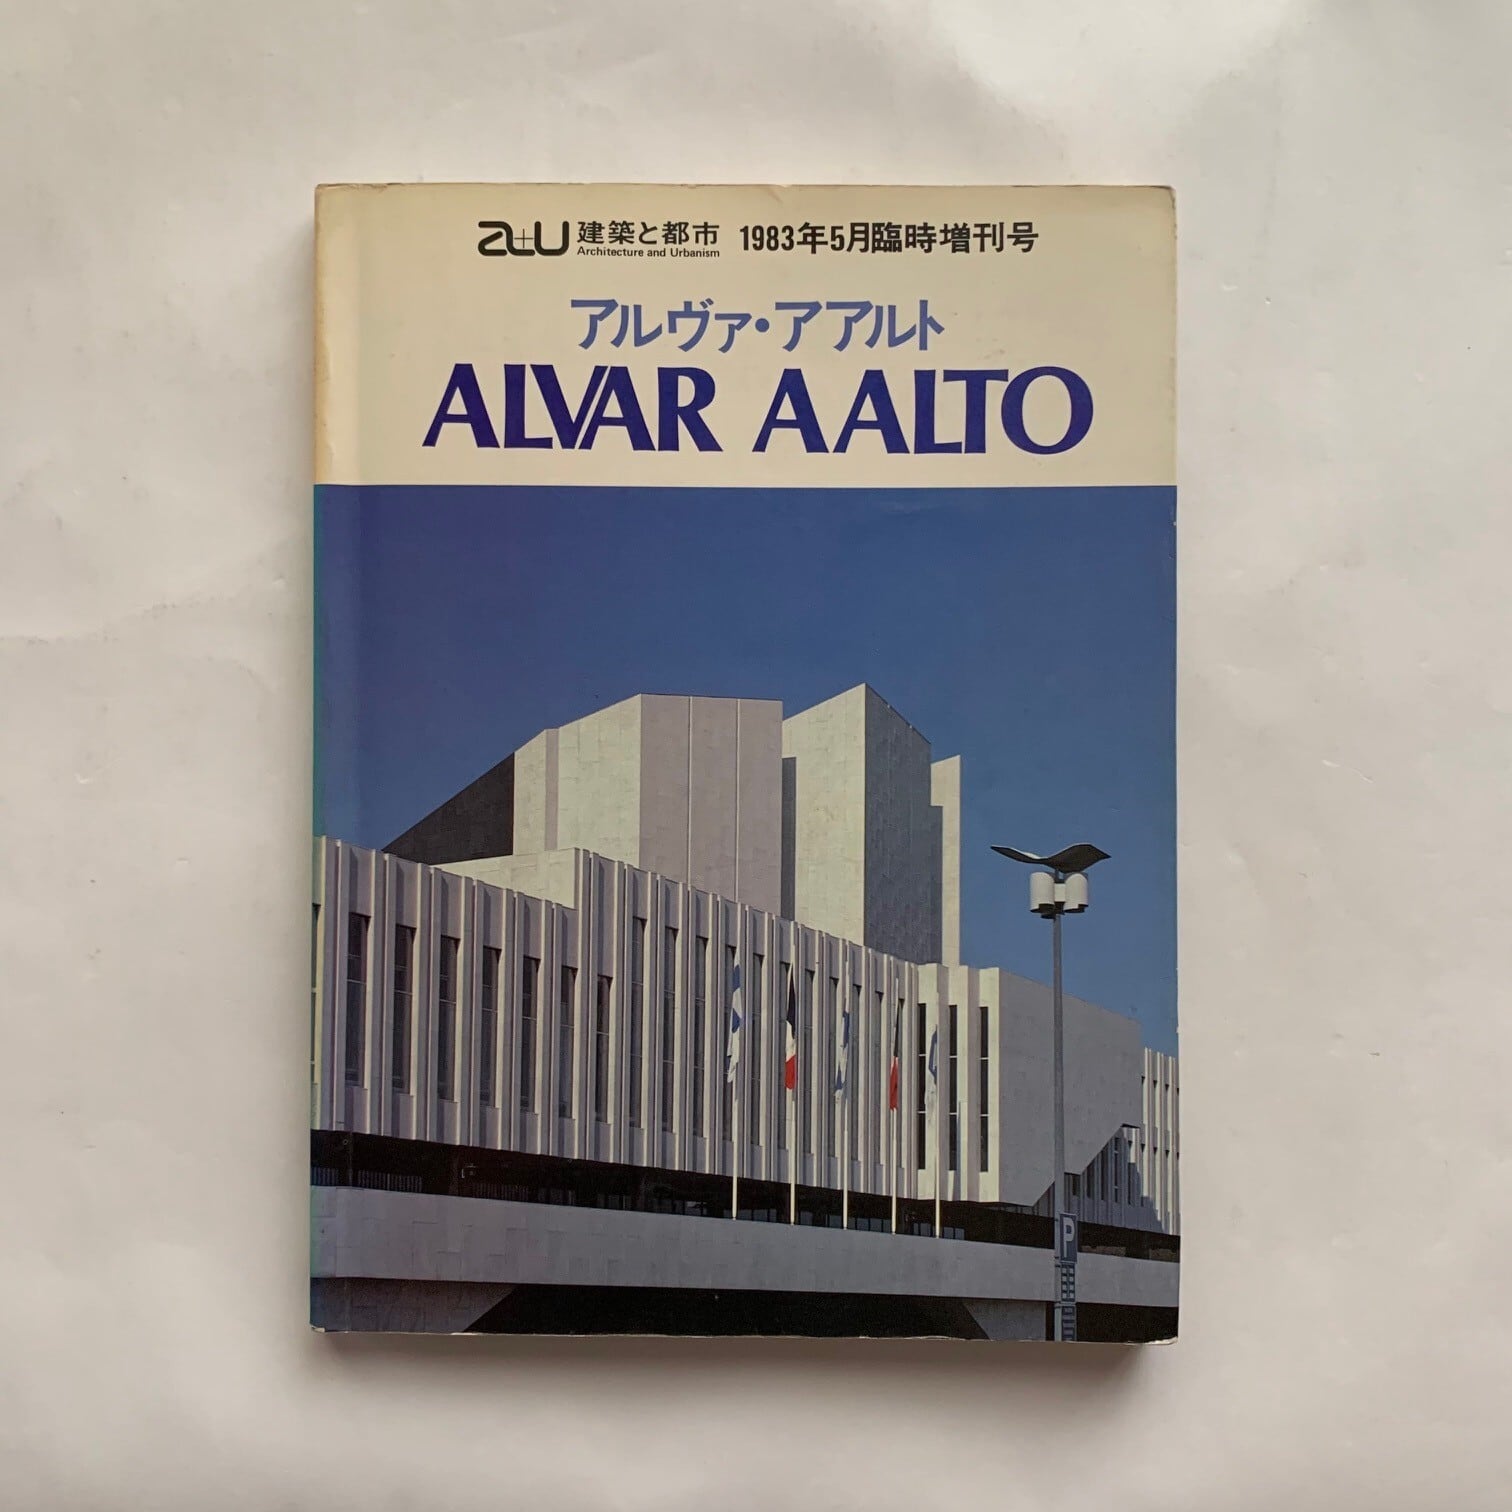 a+u 建築と都市 1983年5月臨時増刊号
Architecture and Urbanism
アルヴァ・アアルト
ALVAR AALTO
P